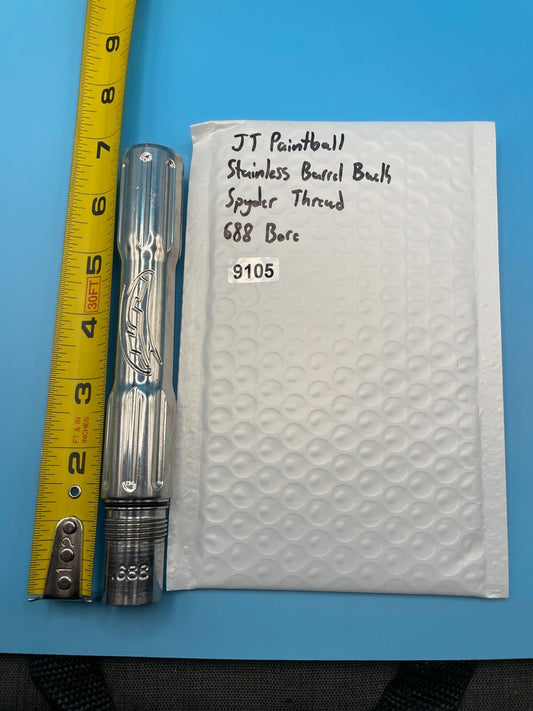 JT Paintball
Stainless Barrel Back
Spyder Thread
688 Bore
9105
.688
9
8
7
6
5
30FT
4
3
FT & IN
INCHES
2
1